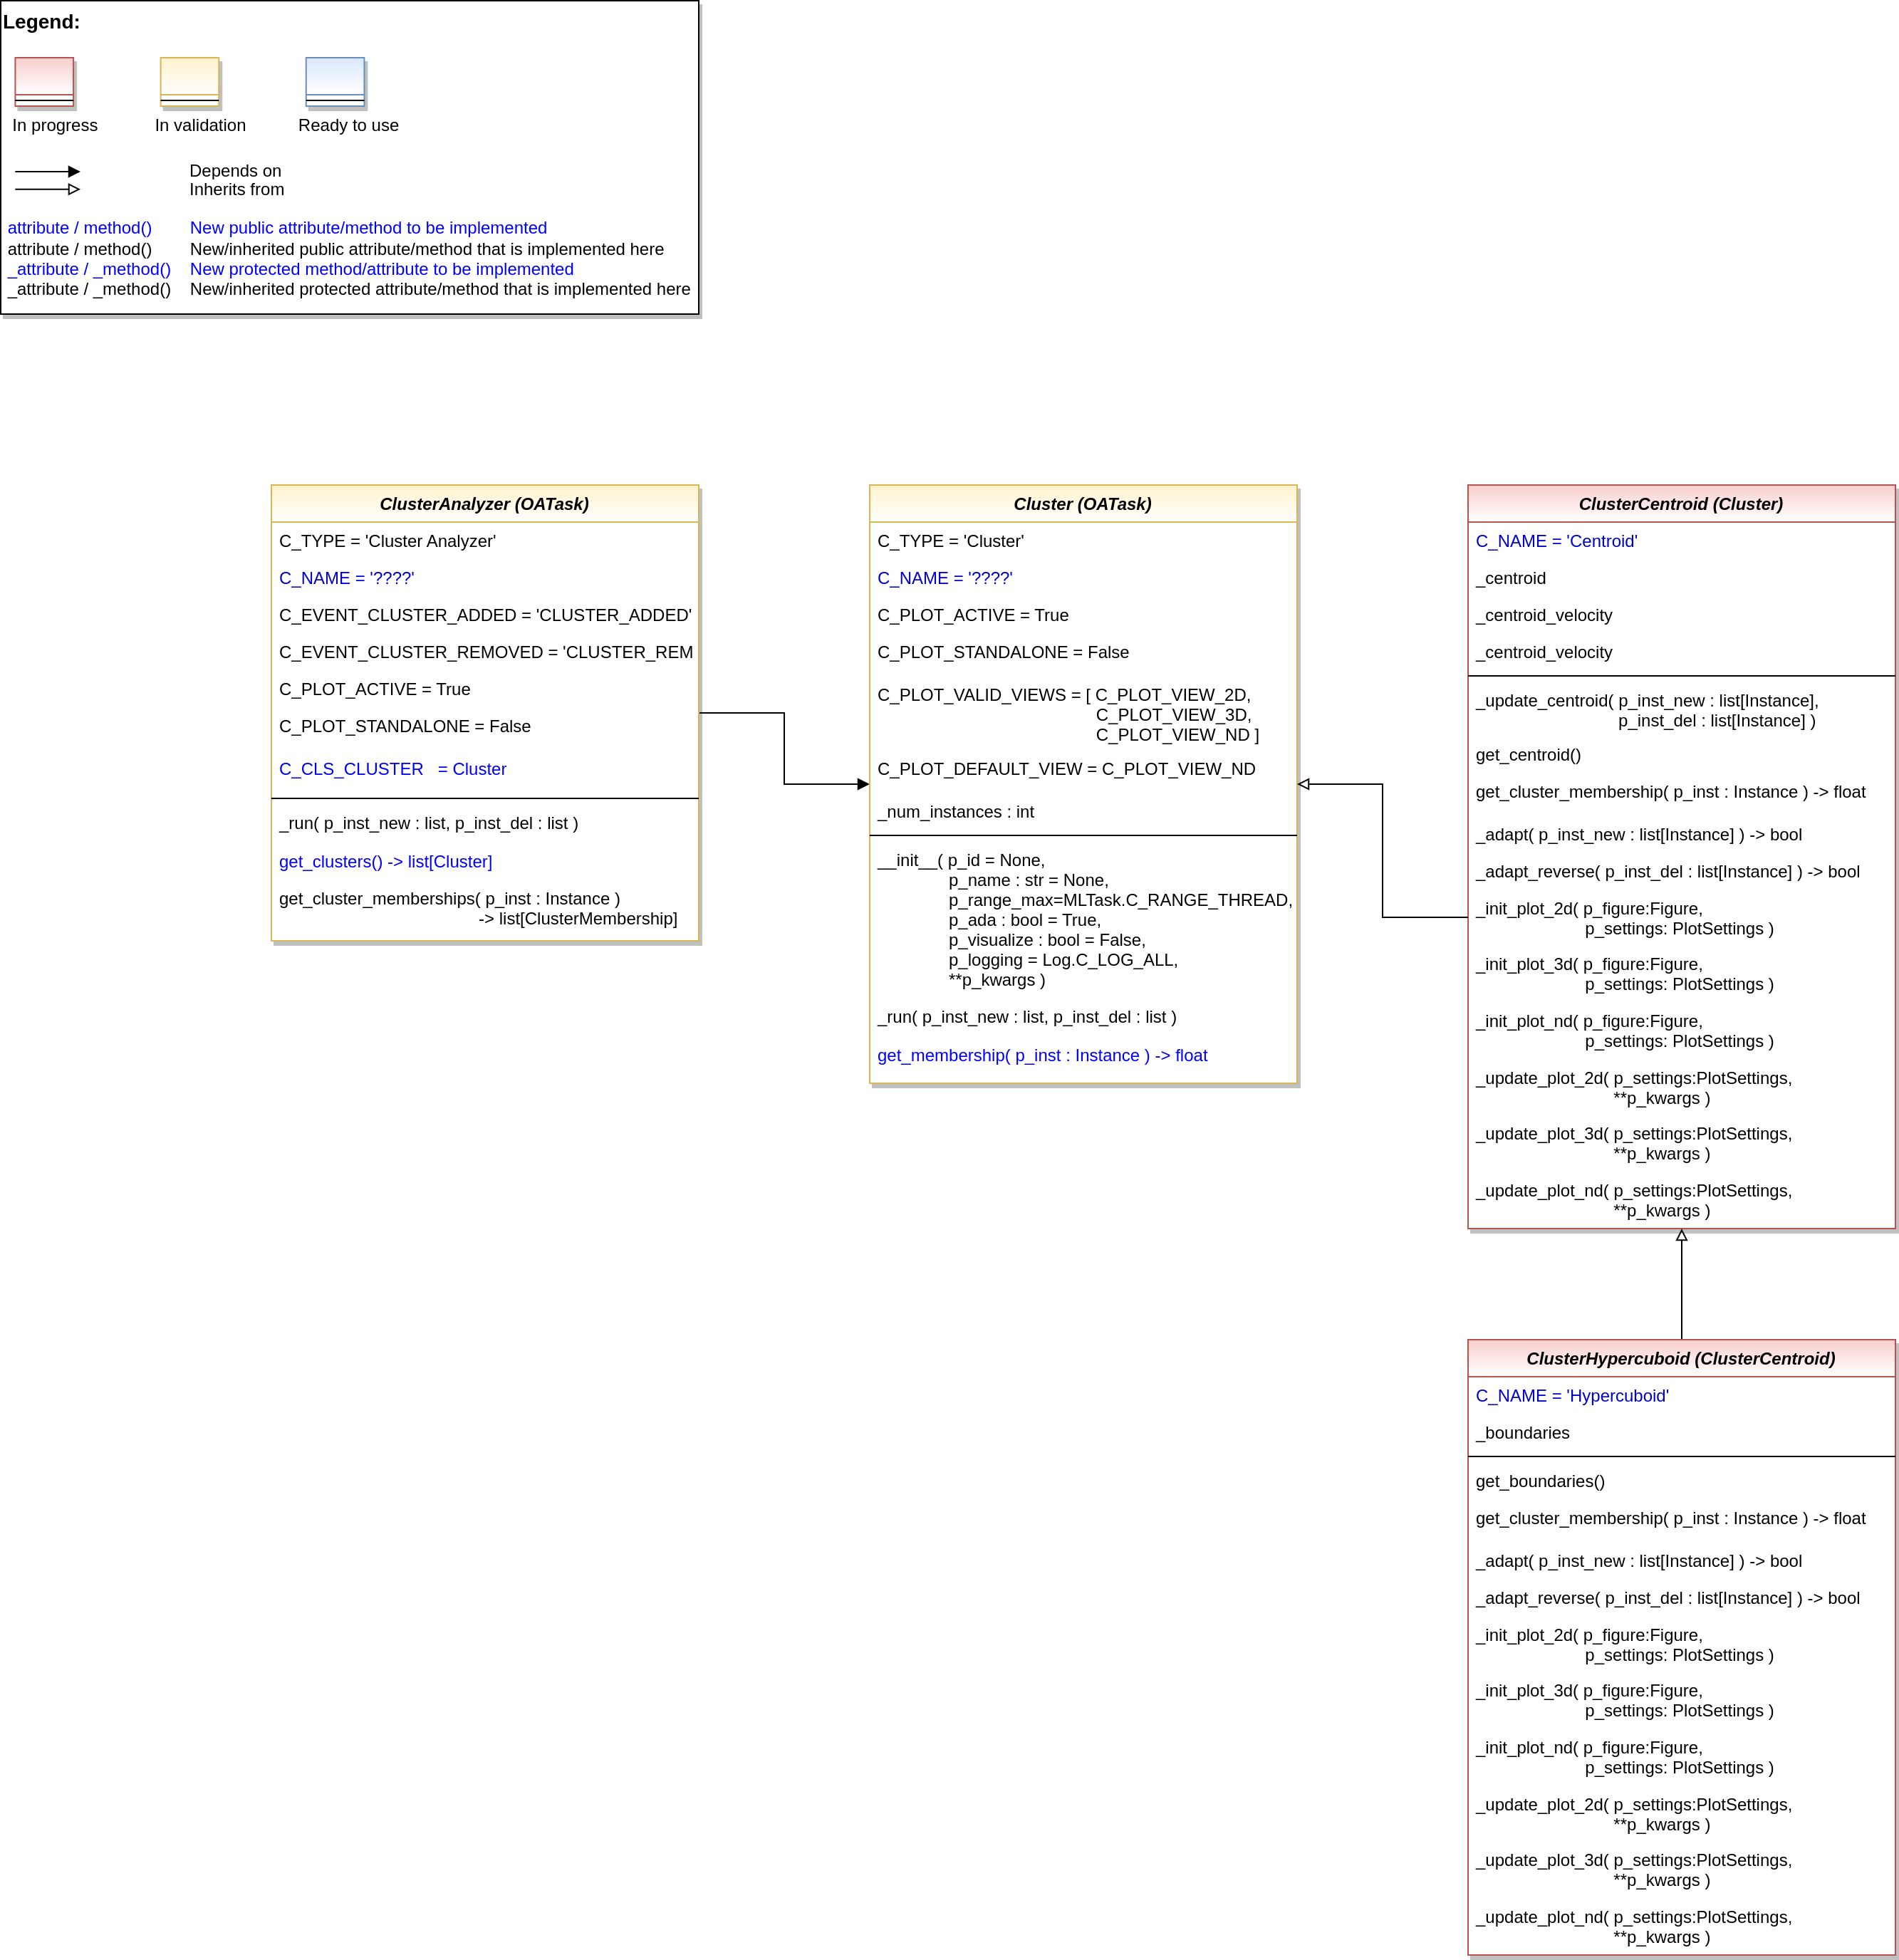 Legend:
In progress
In validation
Ready to use
Depends on
Inherits from
attribute / method() New public attribute/method to be implemented
attribute / method() New/inherited public attribute/method that is implemented here
_attribute / _method() New protected method/attribute to be implemented
_attribute / _method() New/inherited protected attribute/method that is implemented here
ClusterAnalyzer (OATask)
C_TYPE = 'Cluster Analyzer'
C_NAME = '????'
C_EVENT_CLUSTER_ADDED = 'CLUSTER_ADDED'
C_EVENT_CLUSTER_REMOVED = 'CLUSTER_REM
C_PLOT_ACTIVE = True
C_PLOT_STANDALONE = False
C_CLS_CLUSTER = Cluster
_run( p_inst_new : list, p_inst_del : list )
get_clusters() -> list[Cluster]
get_cluster_memberships( p_inst : Instance )
-> list[ClusterMembership]
Cluster (OATask)
C_TYPE = 'Cluster'
C_NAME = '????'
C_PLOT_ACTIVE = True
C_PLOT_STANDALONE = False
C_PLOT_VALID_VIEWS = [ C_PLOT_VIEW_2D,
C_PLOT_VIEW_3D,
C_PLOT_VIEW_ND ]
C_PLOT_DEFAULT_VIEW = C_PLOT_VIEW_ND
_num_instances : int
__init__( p_id = None,
p_name : str = None,
p_range_max=MLTask.C_RANGE_THREAD,
p_ada : bool = True,
p_visualize : bool = False,
p_logging = Log.C_LOG_ALL,
**p_kwargs )
_run( p_inst_new : list, p_inst_del : list )
get_membership( p_inst : Instance ) -> float
ClusterCentroid (Cluster)
C_NAME = 'Centroid'
_centroid
_centroid_velocity
_centroid_velocity
_update_centroid( p_inst_new : list[Instance],
p_inst_del : list[Instance] )
get_centroid()
get_cluster_membership( p_inst : Instance ) -> float
_adapt( p_inst_new : list[Instance] ) -> bool
_adapt_reverse( p_inst_del : list[Instance] ) -> bool
_init_plot_2d( p_figure:Figure,
p_settings: PlotSettings )
_init_plot_3d( p_figure:Figure,
p_settings: PlotSettings )
_init_plot_nd( p_figure:Figure,
p_settings: PlotSettings )
_update_plot_2d( p_settings:PlotSettings,
**p_kwargs )
_update_plot_3d( p_settings:PlotSettings,
**p_kwargs )
_update_plot_nd( p_settings:PlotSettings,
**p_kwargs )
ClusterHypercuboid (ClusterCentroid)
C_NAME = 'Hypercuboid'
_boundaries
get_boundaries()
get_cluster_membership( p_inst : Instance ) -> float
_adapt( p_inst_new : list[Instance] ) -> bool
_adapt_reverse( p_inst_del : list[Instance] ) -> bool
_init_plot_2d( p_figure:Figure,
p_settings: PlotSettings )
_init_plot_3d( p_figure:Figure,
p_settings: PlotSettings )
_init_plot_nd( p_figure:Figure,
p_settings: PlotSettings )
_update_plot_2d( p_settings:PlotSettings,
**p_kwargs )
_update_plot_3d( p_settings:PlotSettings,
**p_kwargs )
_update_plot_nd( p_settings:PlotSettings,
**p_kwargs )